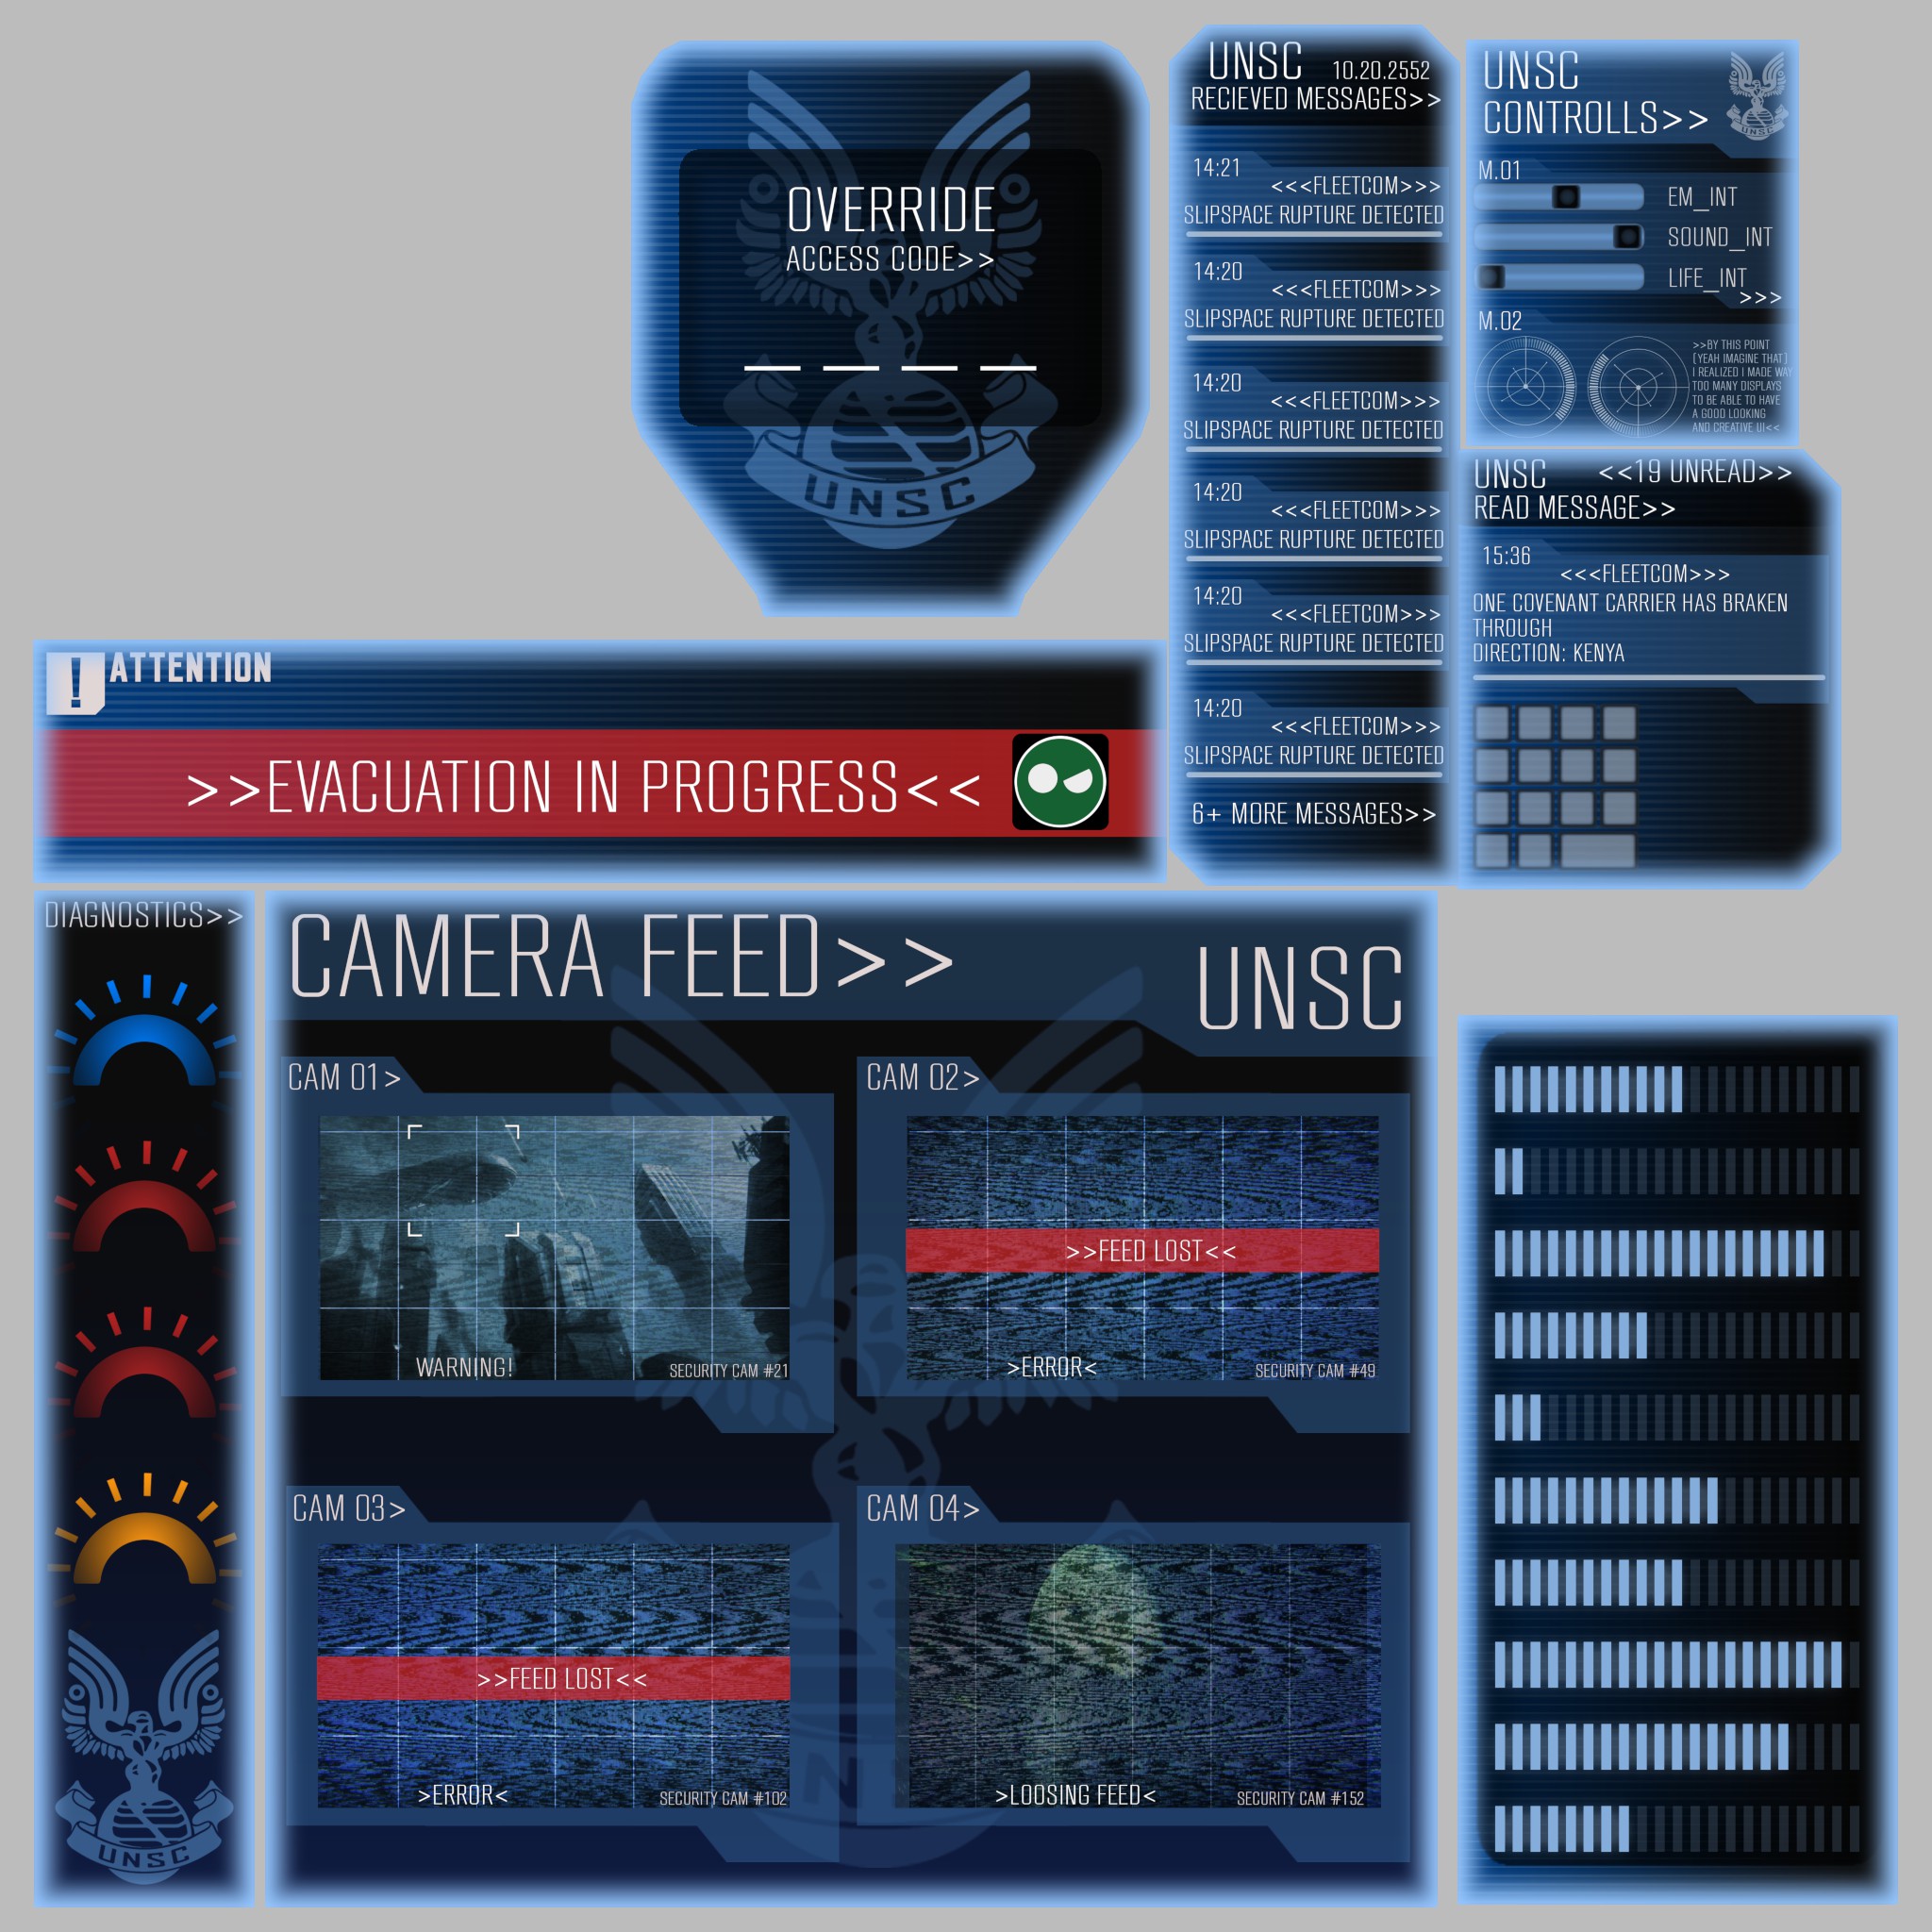 OVERRIDE
ACCESS CODE>>
UNSC
UNSC 10.20.2552
RECIEVED MESSAGES>>
14:21
<<<FLEETCOM>>>
SLIPSPACE RUPTURE DETECTED
14:20
<<<FLEETCOM>>>
SLIPSPACE RUPTURE DETECTED
14:20
<<<FLEETCOM>>>
SLIPSPACE RUPTURE DETECTED
14:20
<<<FLEETCOM>>>
SLIPSPACE RUPTURE DETECTED
14:20
<<<FLEETCOM>>>
SLIPSPACE RUPTURE DETECTED
14:20
<<<FLEETCOM>>>
SLIPSPACE RUPTURE DETECTED
6+ MORE MESSAGES>>
UNSC
CONTROLLS>>
UNSC
M.01
EM_INT
SOUND_INT
LIFE_INT
>>>
M.02
>>BY THIS POINT
[YEAH IMAGINE THAT]
I REALIZED I MADE WAY
TOO MANY DISPLAYS
TO BE ABLE TO HAVE
A GOOD LOOKING
AND CREATIVE UI<<
UNSC <<19 UNREAD>>
READ MESSAGE>>
15:36
<<<FLEETCOM>>>
ONE COVENANT CARRIER HAS BRAKEN
THROUGH
DIRECTION: KENYA
! ATTENTION
>>EVACUATION IN PROGRESS<<
DIAGNOSTICS>>
UNSC
CAMERA FEED>>
UNSC
CAM 01>
WARNING!
SECURITY CAM #21
CAM 02>
>>FEED LOST<<
>ERROR<
SECURITY CAM #49
CAM 03>
>>FEED LOST<<
>ERROR<
SECURITY CAM #102
CAM 04>
>LOOSING FEED<
SECURITY CAM #152